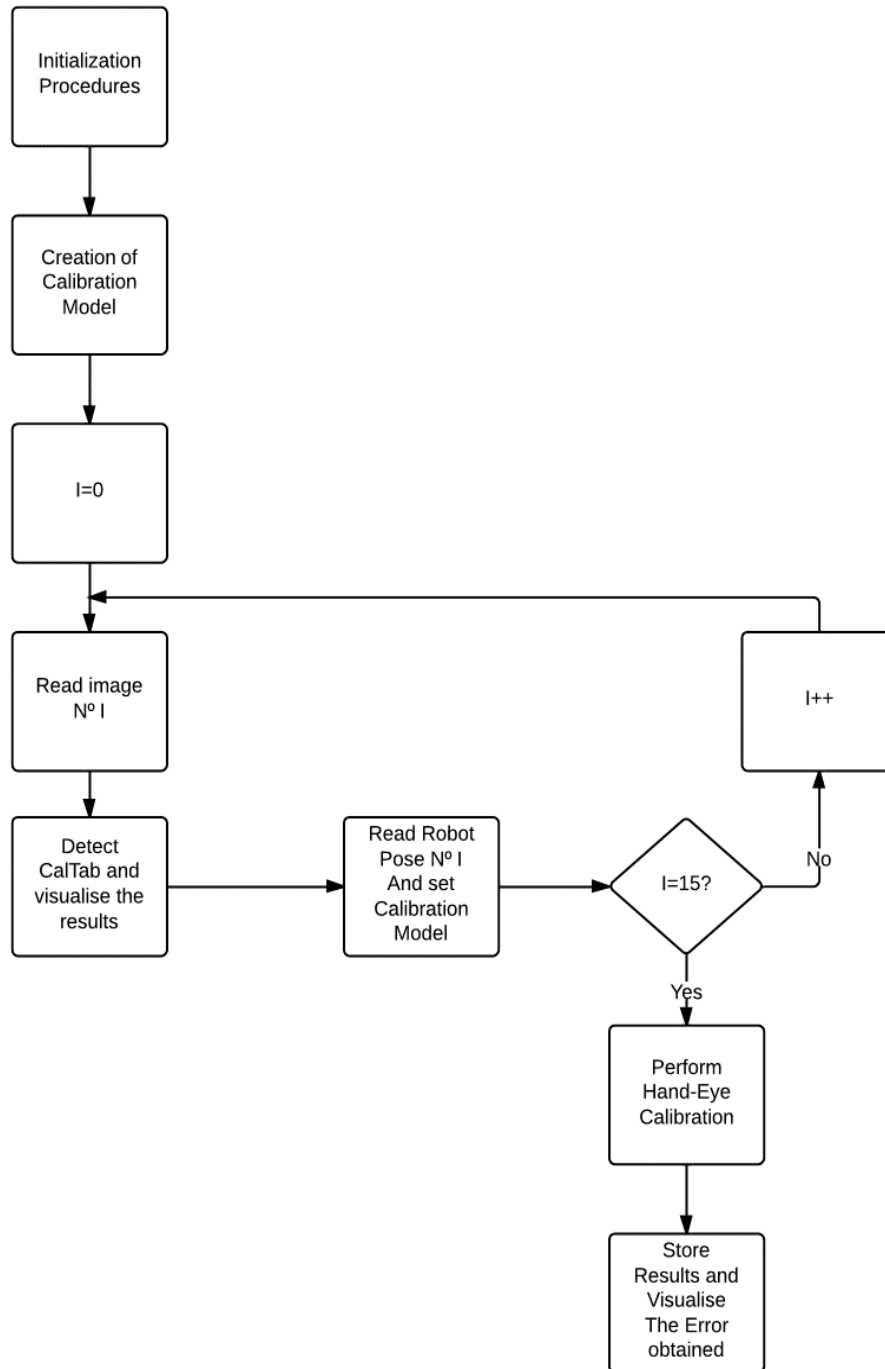 Initialization
Procedures
Creation of
Calibration
Model
I=0
Read image
Nº I
I++
Detect
CalTab and
visualise the
results
Read Robot
Pose Nº I
And set
Calibration
Model
I=15?
No
Yes
Perform
Hand-Eye
Calibration
Store
Results and
Visualise
The Error
obtained